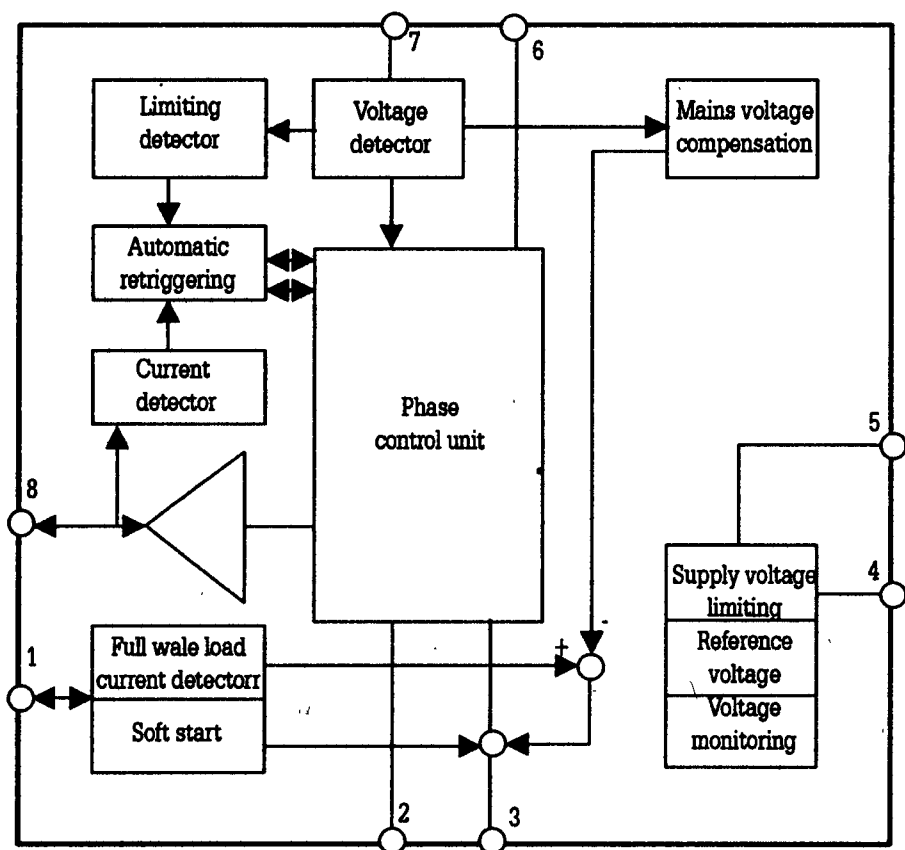 7
6
Limiting
detector
Voltage
detector
Mains voltage
compensation
Automatic
retriggering
Current
detector
Phase
control unit
5
8
4
Supply voltage
limiting
Reference
voltage
Voltage
monitoring
1
Full wale load
current detectorr
Soft start
+
-
2
3